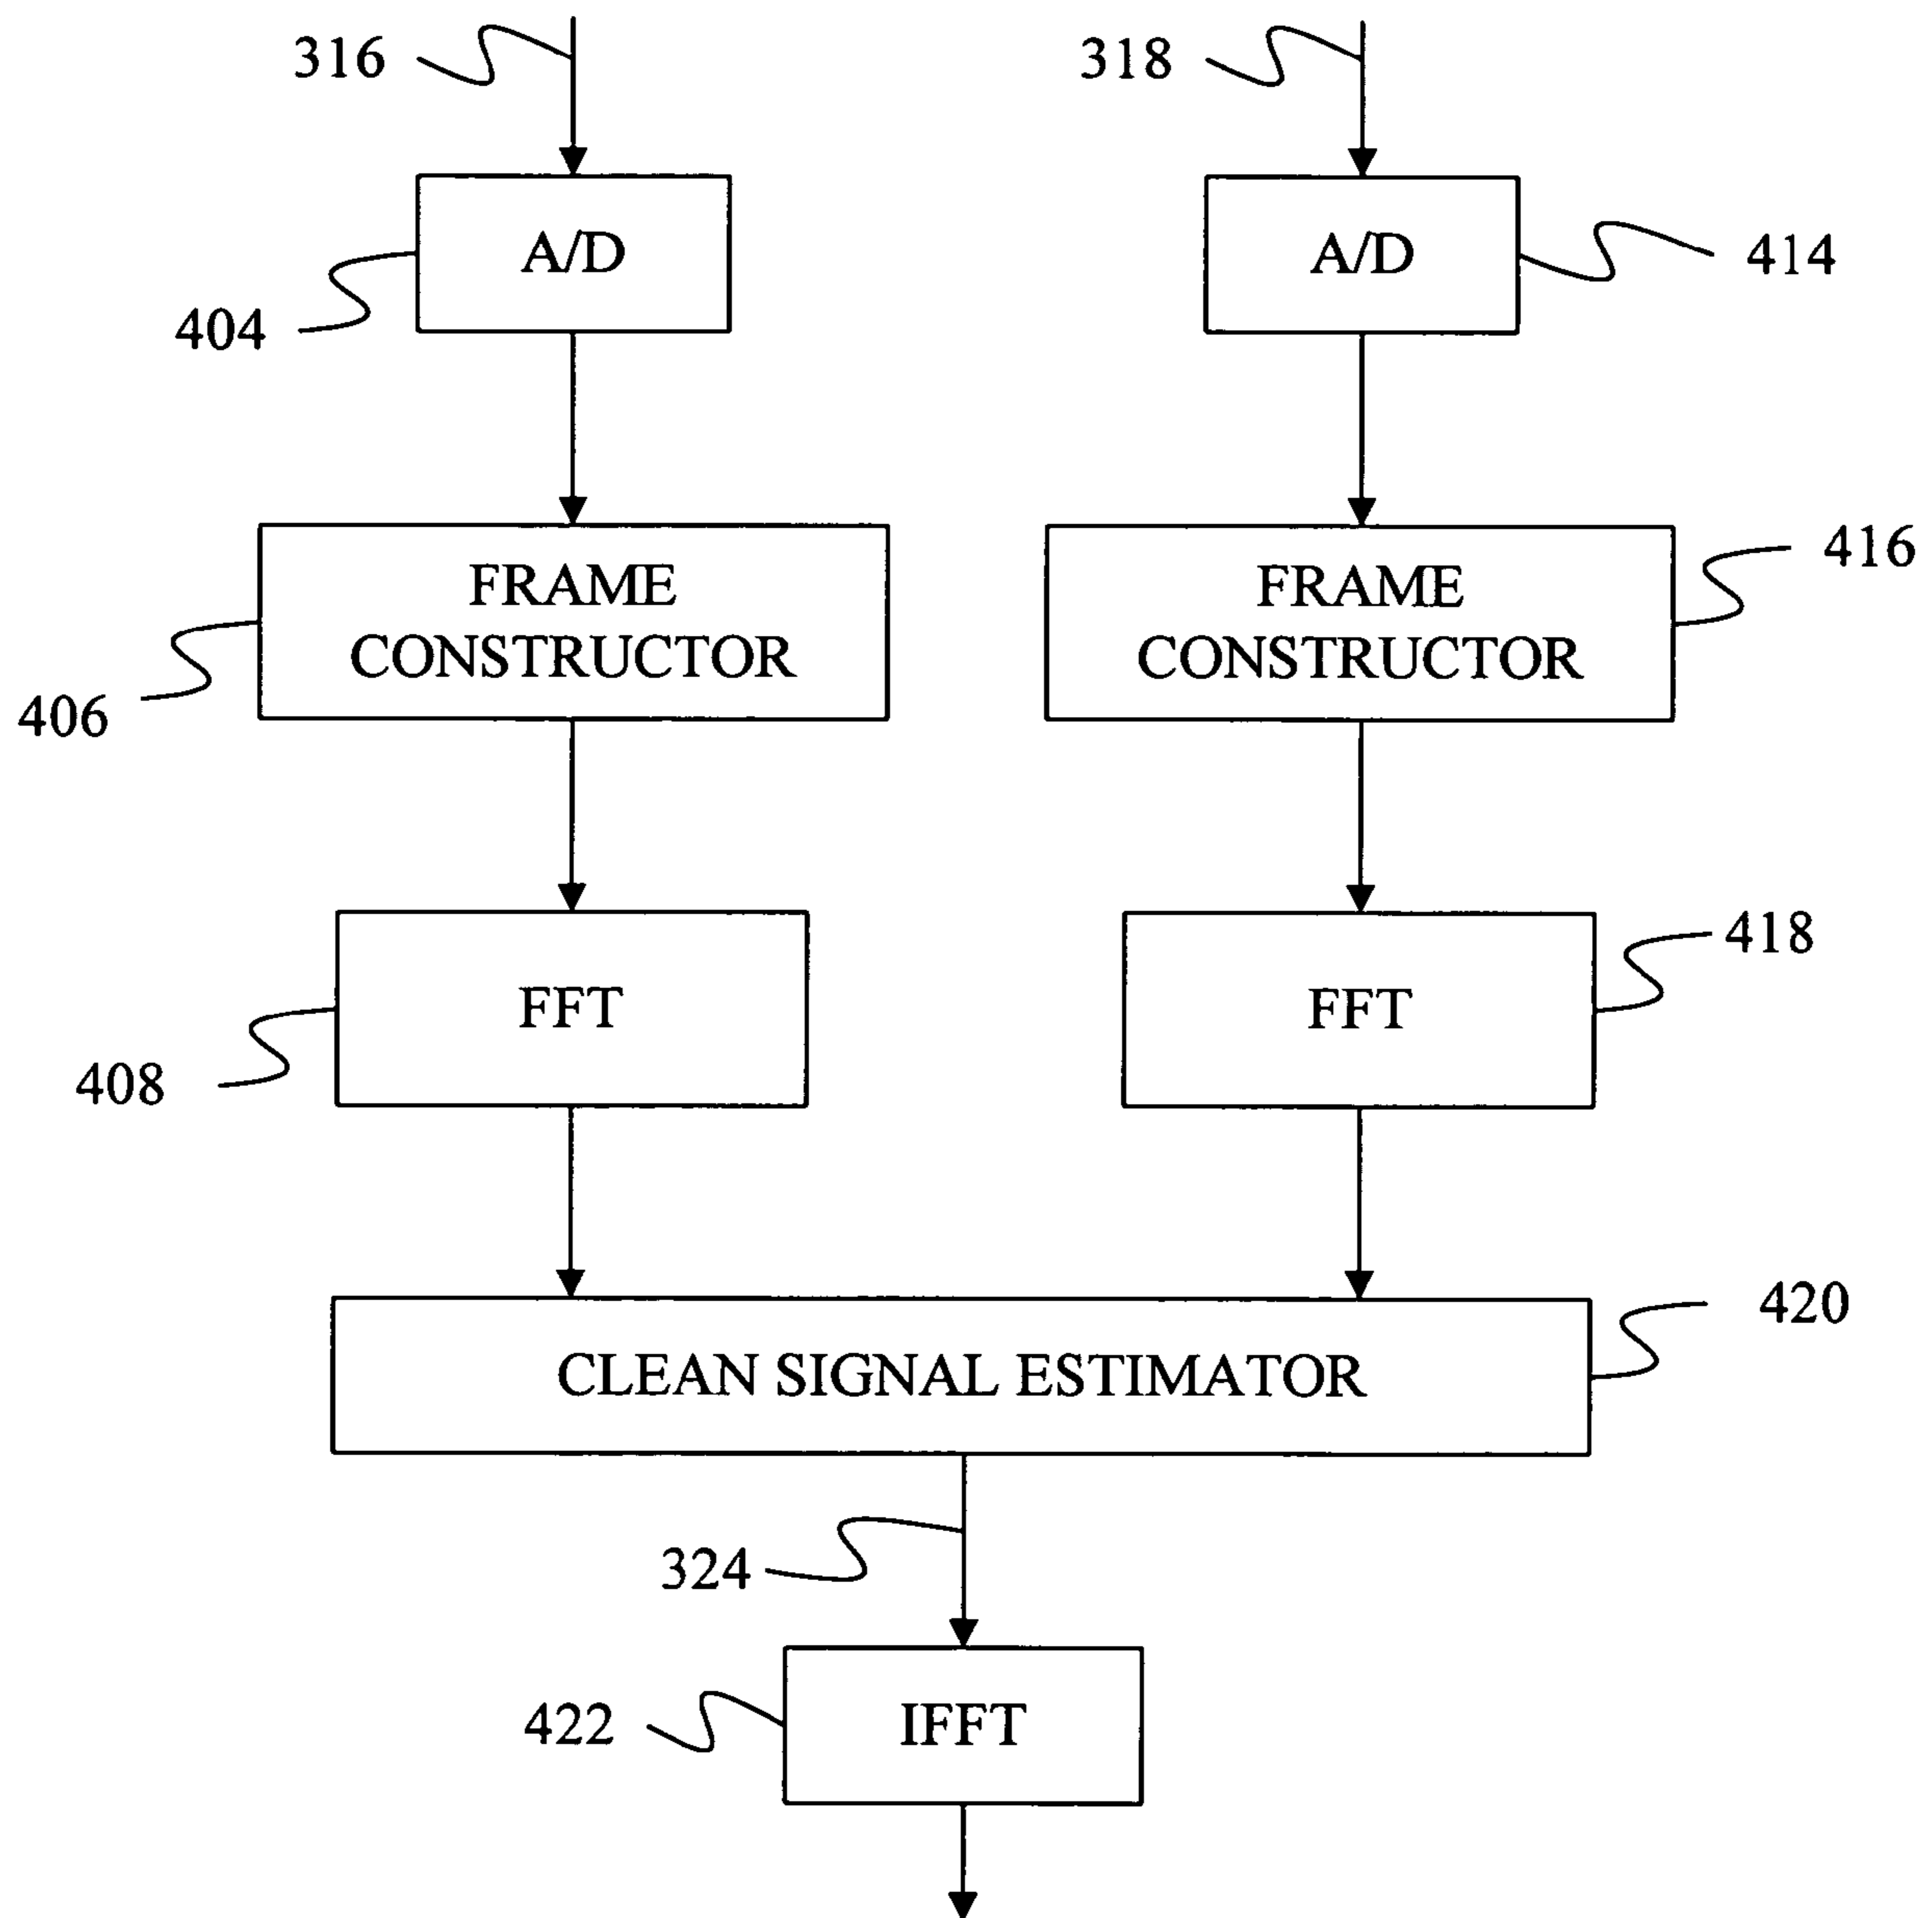 316
318
A/D
A/D
414
404
FRAME
CONSTRUCTOR
FRAME
CONSTRUCTOR
416
406
FFT
FFT
418
408
CLEAN SIGNAL ESTIMATOR
420
324
IFFT
422